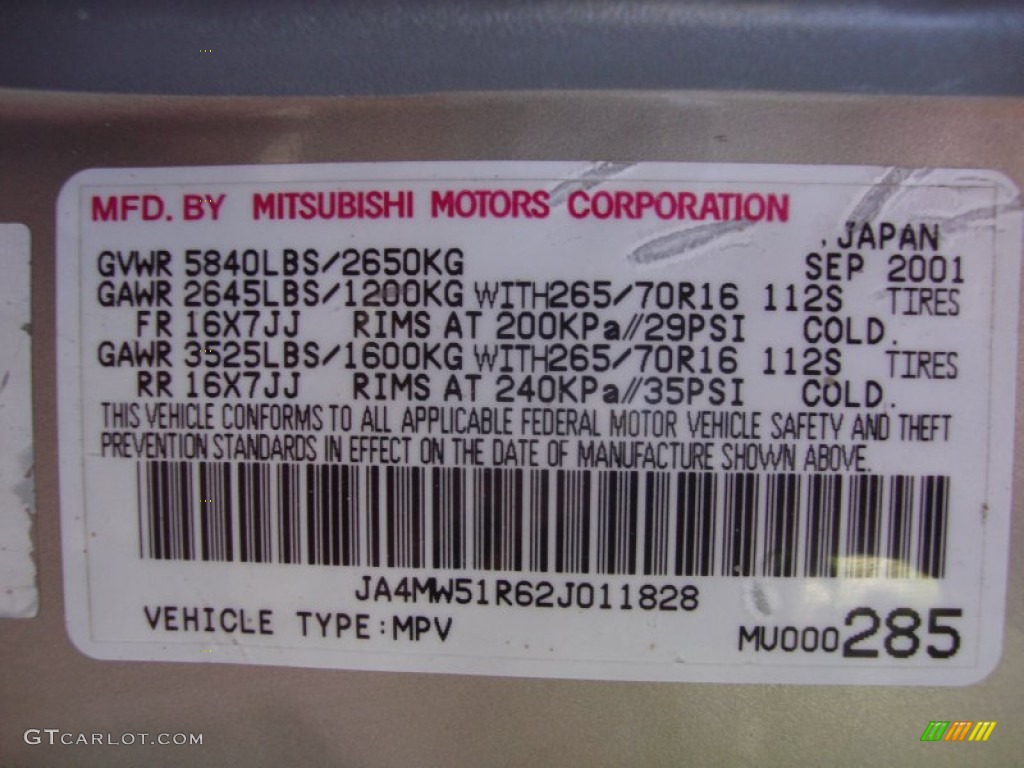 MFD. BY MITSUBISHI MOTORS CORPORATION
JAPAN
GVWR 5840LBS/2650KG SEP 2001
GAWR 2645LBS/1200KG WITH265/70R16 112S TIRES
FR 16X7JJ RIMS AT 200KPa//29PSI COLD.
GAWR 3525LBS/1600KG WITH265/70R16 112S TIRES
RR 16X7JJ RIMS AT 240KPa//35PSI COLD.
THIS VEHICLE CONFORMS TO ALL APPLICABLE FEDERAL MOTOR VEHICLE SAFETY AND THEFT
PREVENTION STANDARDS IN EFFECT ON THE DATE OF MANUFACTURE SHOWN ABOVE.
JA4MW51R62J011828
VEHICLE TYPE:MPV
MU000285
GTCARLOT.COM